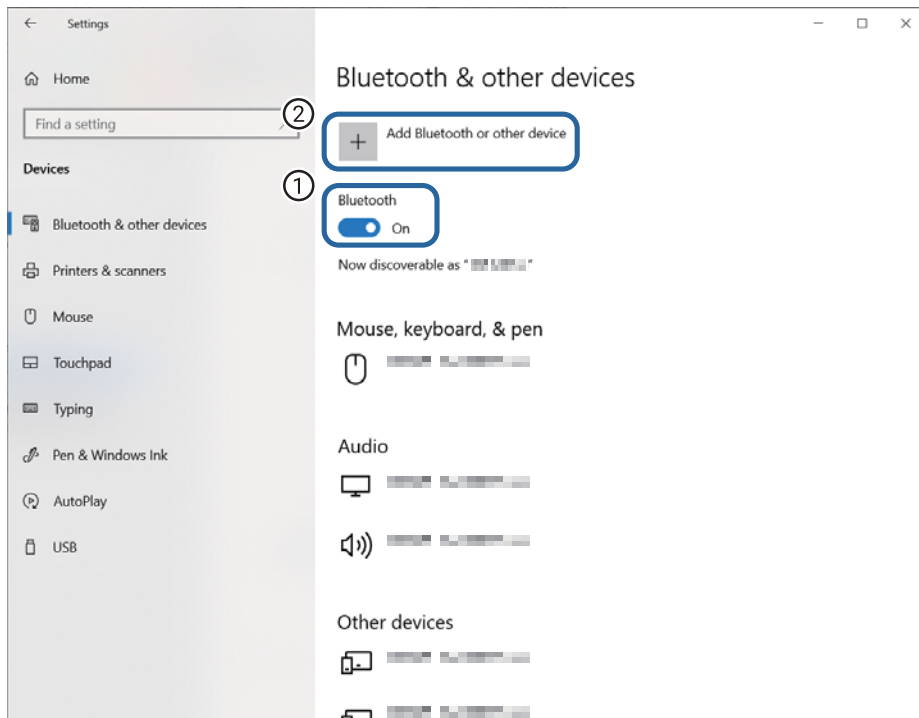 Settings
Home
Find a setting
Devices
Bluetooth & other devices
Printers & scanners
Mouse
Touchpad
Typing
Pen & Windows Ink
AutoPlay
USB
Bluetooth & other devices
②
Add Bluetooth or other device
①
Bluetooth
On
Now discoverable as "
Mouse, keyboard, & pen
Audio
Other devices